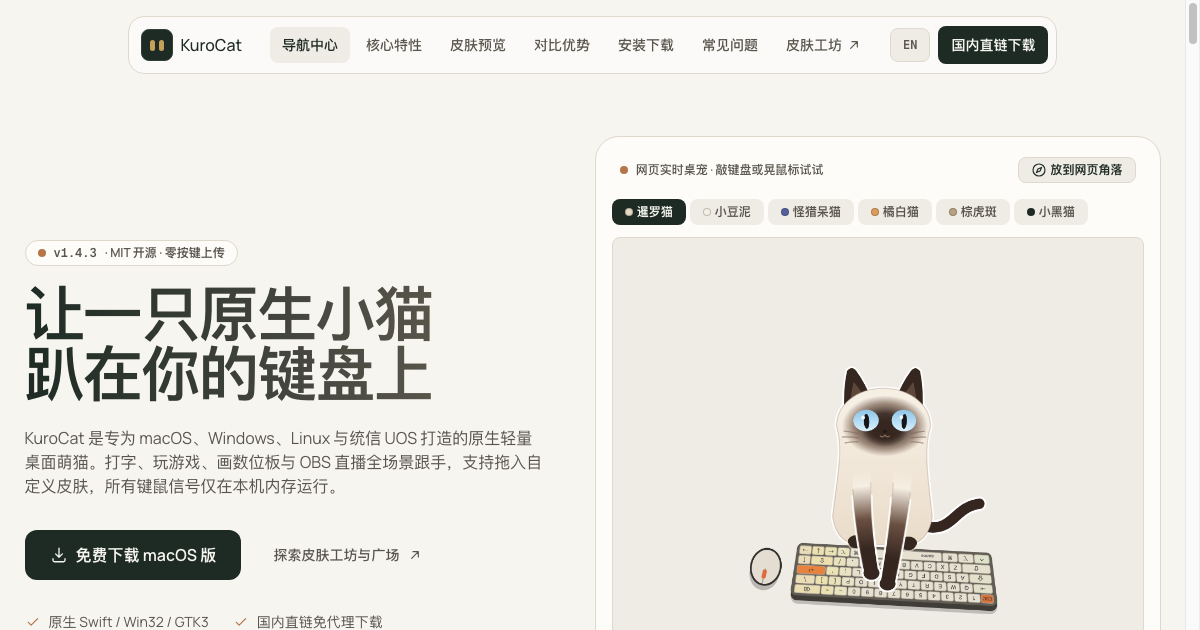 KuroCat
导航中心
核心特性
皮肤预览
对比优势
安装下载
常见问题
皮肤工坊 ↗
EN
国内直链下载
v1.4.3 · MIT 开源 · 零按键上传
让一只原生小猫
趴在你的键盘上
KuroCat 是专为 macOS、Windows、Linux 与统信 UOS 打造的原生轻量
桌面萌猫。打字、玩游戏、画数位板与 OBS 直播全场景跟手，支持拖入自
定义皮肤，所有键鼠信号仅在本机内存运行。
免费下载 macOS 版
探索皮肤工坊与广场 ↗
原生 Swift / Win32 / GTK3
国内直链免代理下载
网页实时桌宠 · 敲键盘或晃鼠标试试
放到网页角落
暹罗猫
小豆泥
怪猎呆猫
橘白猫
棕虎斑
小黑猫